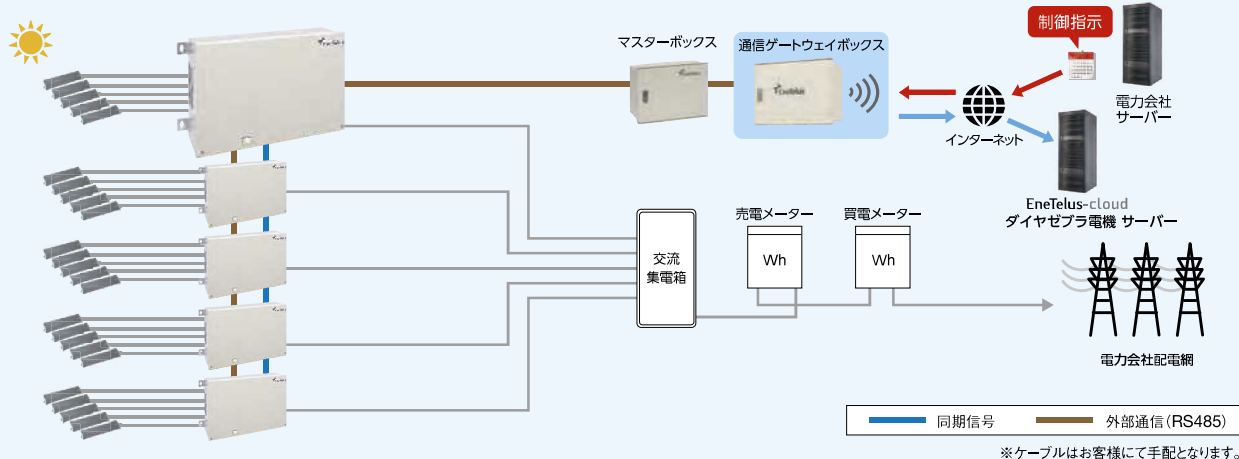 制御指示
マスターボックス
通信ゲートウェイボックス
EneTelus
電力会社
サーバー
インターネット
EneTelus-cloud
ダイヤゼブラ電機 サーバー
売電メーター
買電メーター
Wh
Wh
交流
集電箱
電力会社配電網
同期信号
外部通信(RS485)
※ケーブルはお客様にて手配となります。